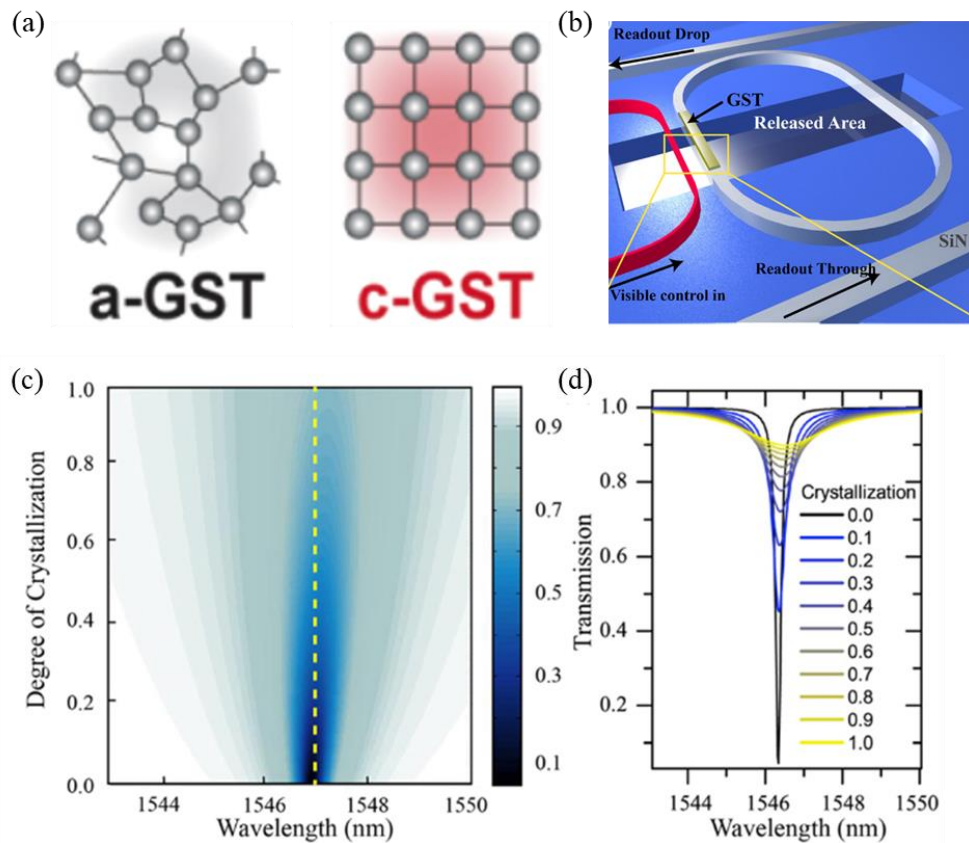 (a)
a-GST
c-GST
(b)
Readout Drop
GST
Released Area
SiN
Readout Through
Visible control in
(c)
Degree of Crystallization
1.0
0.8
0.6
0.4
0.2
0.0
1544
1546
1548
1550
Wavelength (nm)
0.9
0.7
0.5
0.3
0.1
(d)
Transmission
1.0
0.8
0.6
0.4
0.2
Crystallization
0.0
0.1
0.2
0.3
0.4
0.5
0.6
0.7
0.8
0.9
1.0
1544
1546
1548
1550
Wavelength (nm)